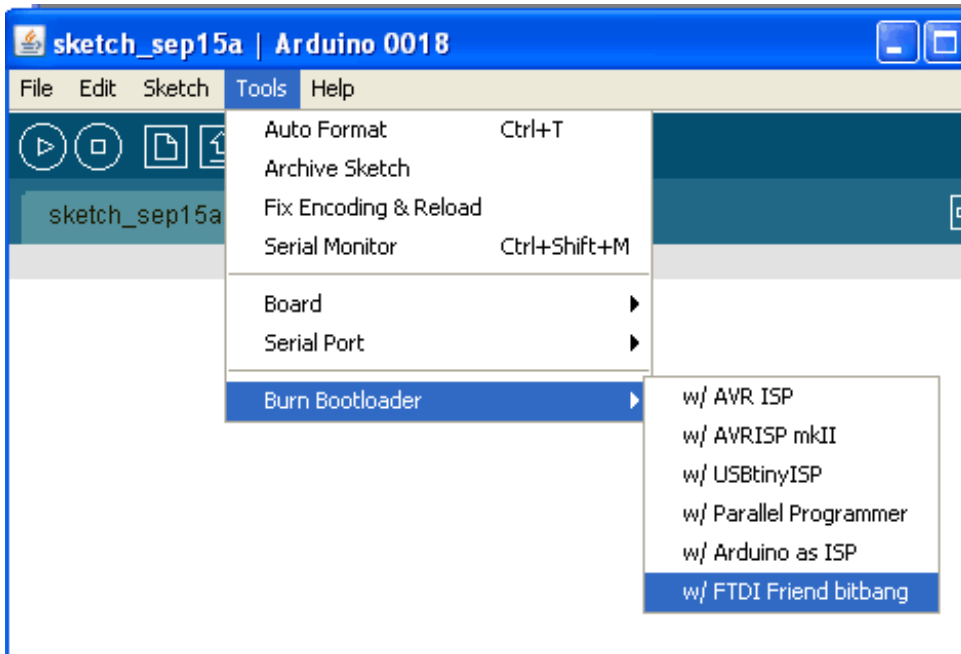 sketch_sep15a | Arduino 0018
File Edit Sketch Tools Help
Auto Format Ctrl+T
Archive Sketch
sketch_sep15a
Fix Encoding & Reload
Serial Monitor Ctrl+Shift+M
Board
Serial Port
Burn Bootloader
w/ AVR ISP
w/ AVRISP mkII
w/ USBtinyISP
w/ Parallel Programmer
w/ Arduino as ISP
w/ FTDI Friend bitbang